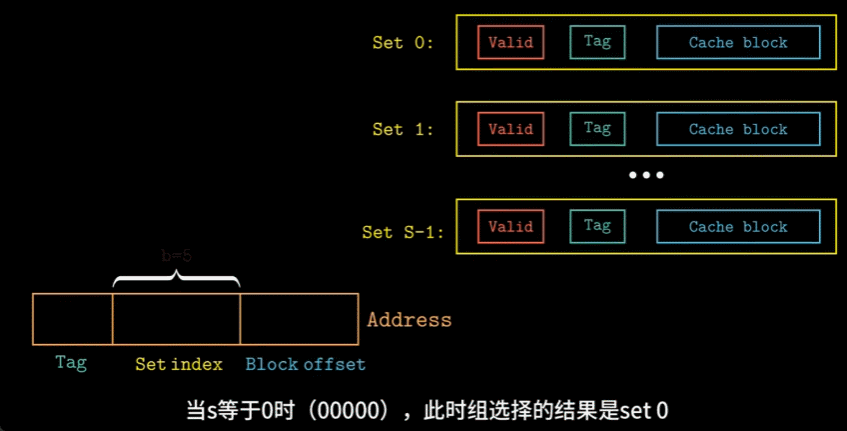 Set 0: Valid Tag Cache block
Set 1: Valid Tag Cache block
...
Set S-1: Valid Tag Cache block
b=5
Address
Tag Set index Block offset
当s等于0时（00000），此时组选择的结果是set 0